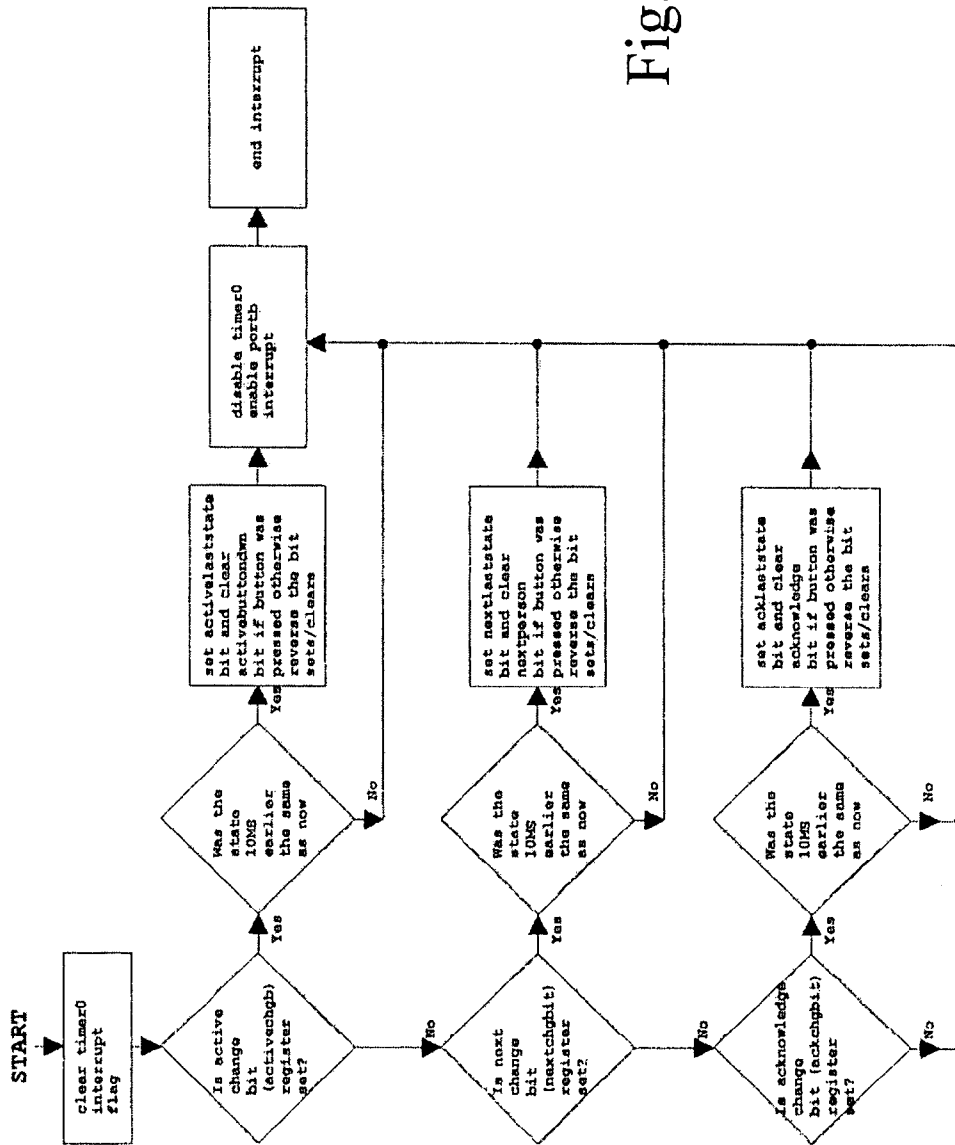 START
clear timer0
interrupt
flag
Is active
change
bit
(activechgb)
register
set?
Yes
No
Was the
state
10MS
earlier
the same
as now
Yes
No
set activelaststate
bit and clear
activebuttondwn
bit if button was
pressed otherwise
reverse the bit
sets/clears
disable timer0
enable portb
interrupt
end interrupt
Is next
change
bit
(nextchgbit)
register
set?
Yes
No
Was the
state
10MS
earlier
the same
as now
Yes
No
set nextlaststate
bit and clear
nextperson
bit if button was
pressed otherwise
reverse the bit
sets/clears
Is acknowledge
change
bit (ackchgbit)
register
set?
Yes
No
Was the
state
10MS
earlier
the same
as now
Yes
No
set acklaststate
bit and clear
acknowledge
bit if button was
pressed otherwise
reverse the bit
sets/clears
Fig.